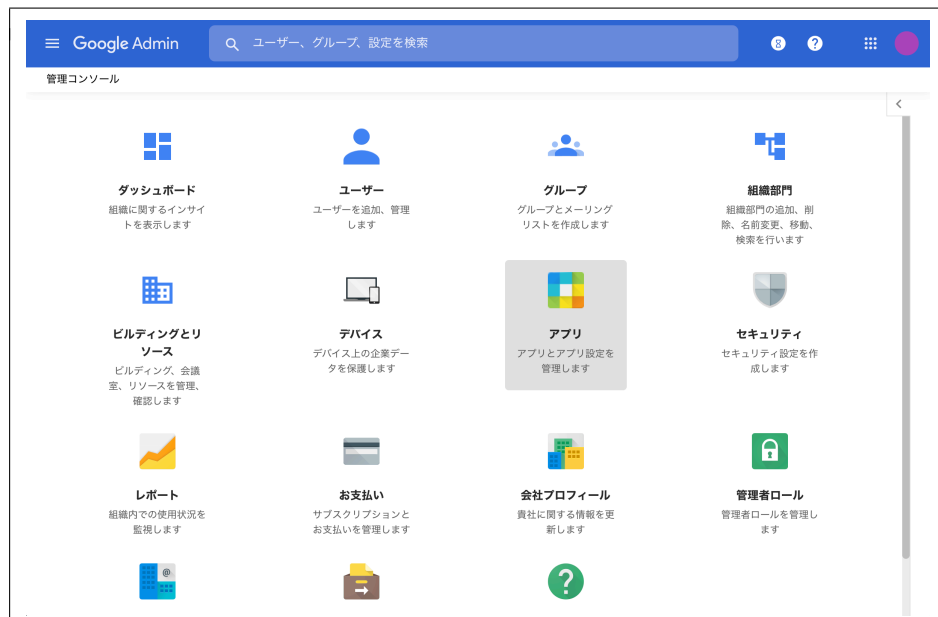 Google Admin
ユーザー、グループ、設定を検索
管理コンソール
ダッシュボード
組織に関するインサイ
トを表示します
ユーザー
ユーザーを追加、管理
します
グループ
グループとメーリング
リストを作成します
組織部門
組織部門の追加、削
除、名前変更、移動、
検索を行います
ビルディングとリ
ソース
ビルディング、会議
室、リソースを管理、
確認します
デバイス
デバイス上の企業デー
タを保護します
アプリ
アプリとアプリ設定を
管理します
セキュリティ
セキュリティ設定を作
成します
レポート
組織内での使用状況を
監視します
お支払い
サブスクリプションと
お支払いを管理します
会社プロフィール
貴社に関する情報を更
新します
管理者ロール
管理者ロールを管理し
ます